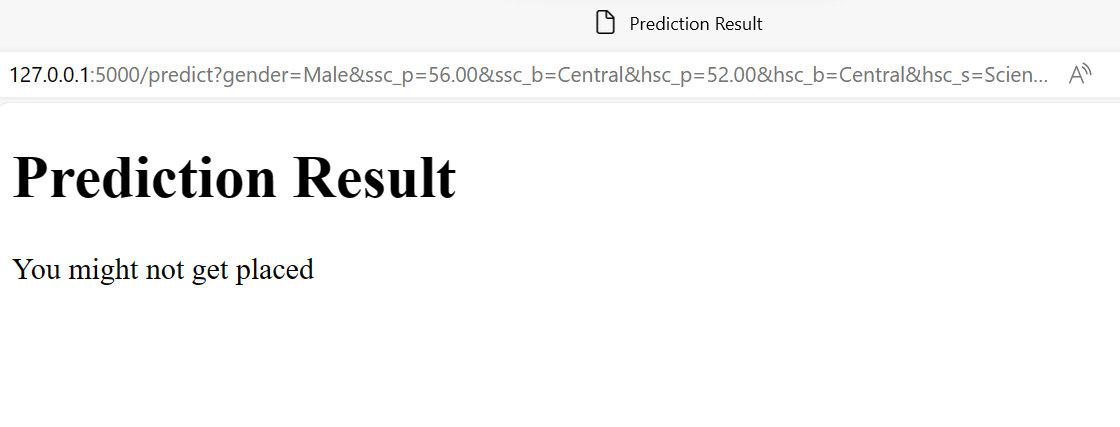 Prediction Result
127.0.0.1:5000/predict?gender=Male&ssc_p=56.00&ssc_b=Central&hsc_p=52.00&hsc_b=Central&hsc_s=Scien...
Prediction Result
You might not get placed